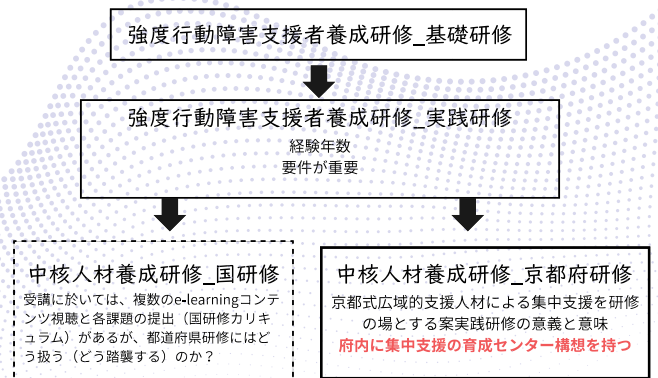 強度行動障害支援者養成研修_基礎研修
強度行動障害支援者養成研修_実践研修
経験年数
要件が重要
中核人材養成研修_国研修
受講に於いては、複数のe-learningコンテ
ンツ視聴と各課題の提出（国研修カリキ
ュラム）があるが、都道府県研修にはど
う扱う（どう踏襲する）のか？
中核人材養成研修_京都府研修
京都式広域的支援人材による集中支援を研修
の場とする案実践研修の意義と意味
府内に集中支援の育成センター構想を持つ